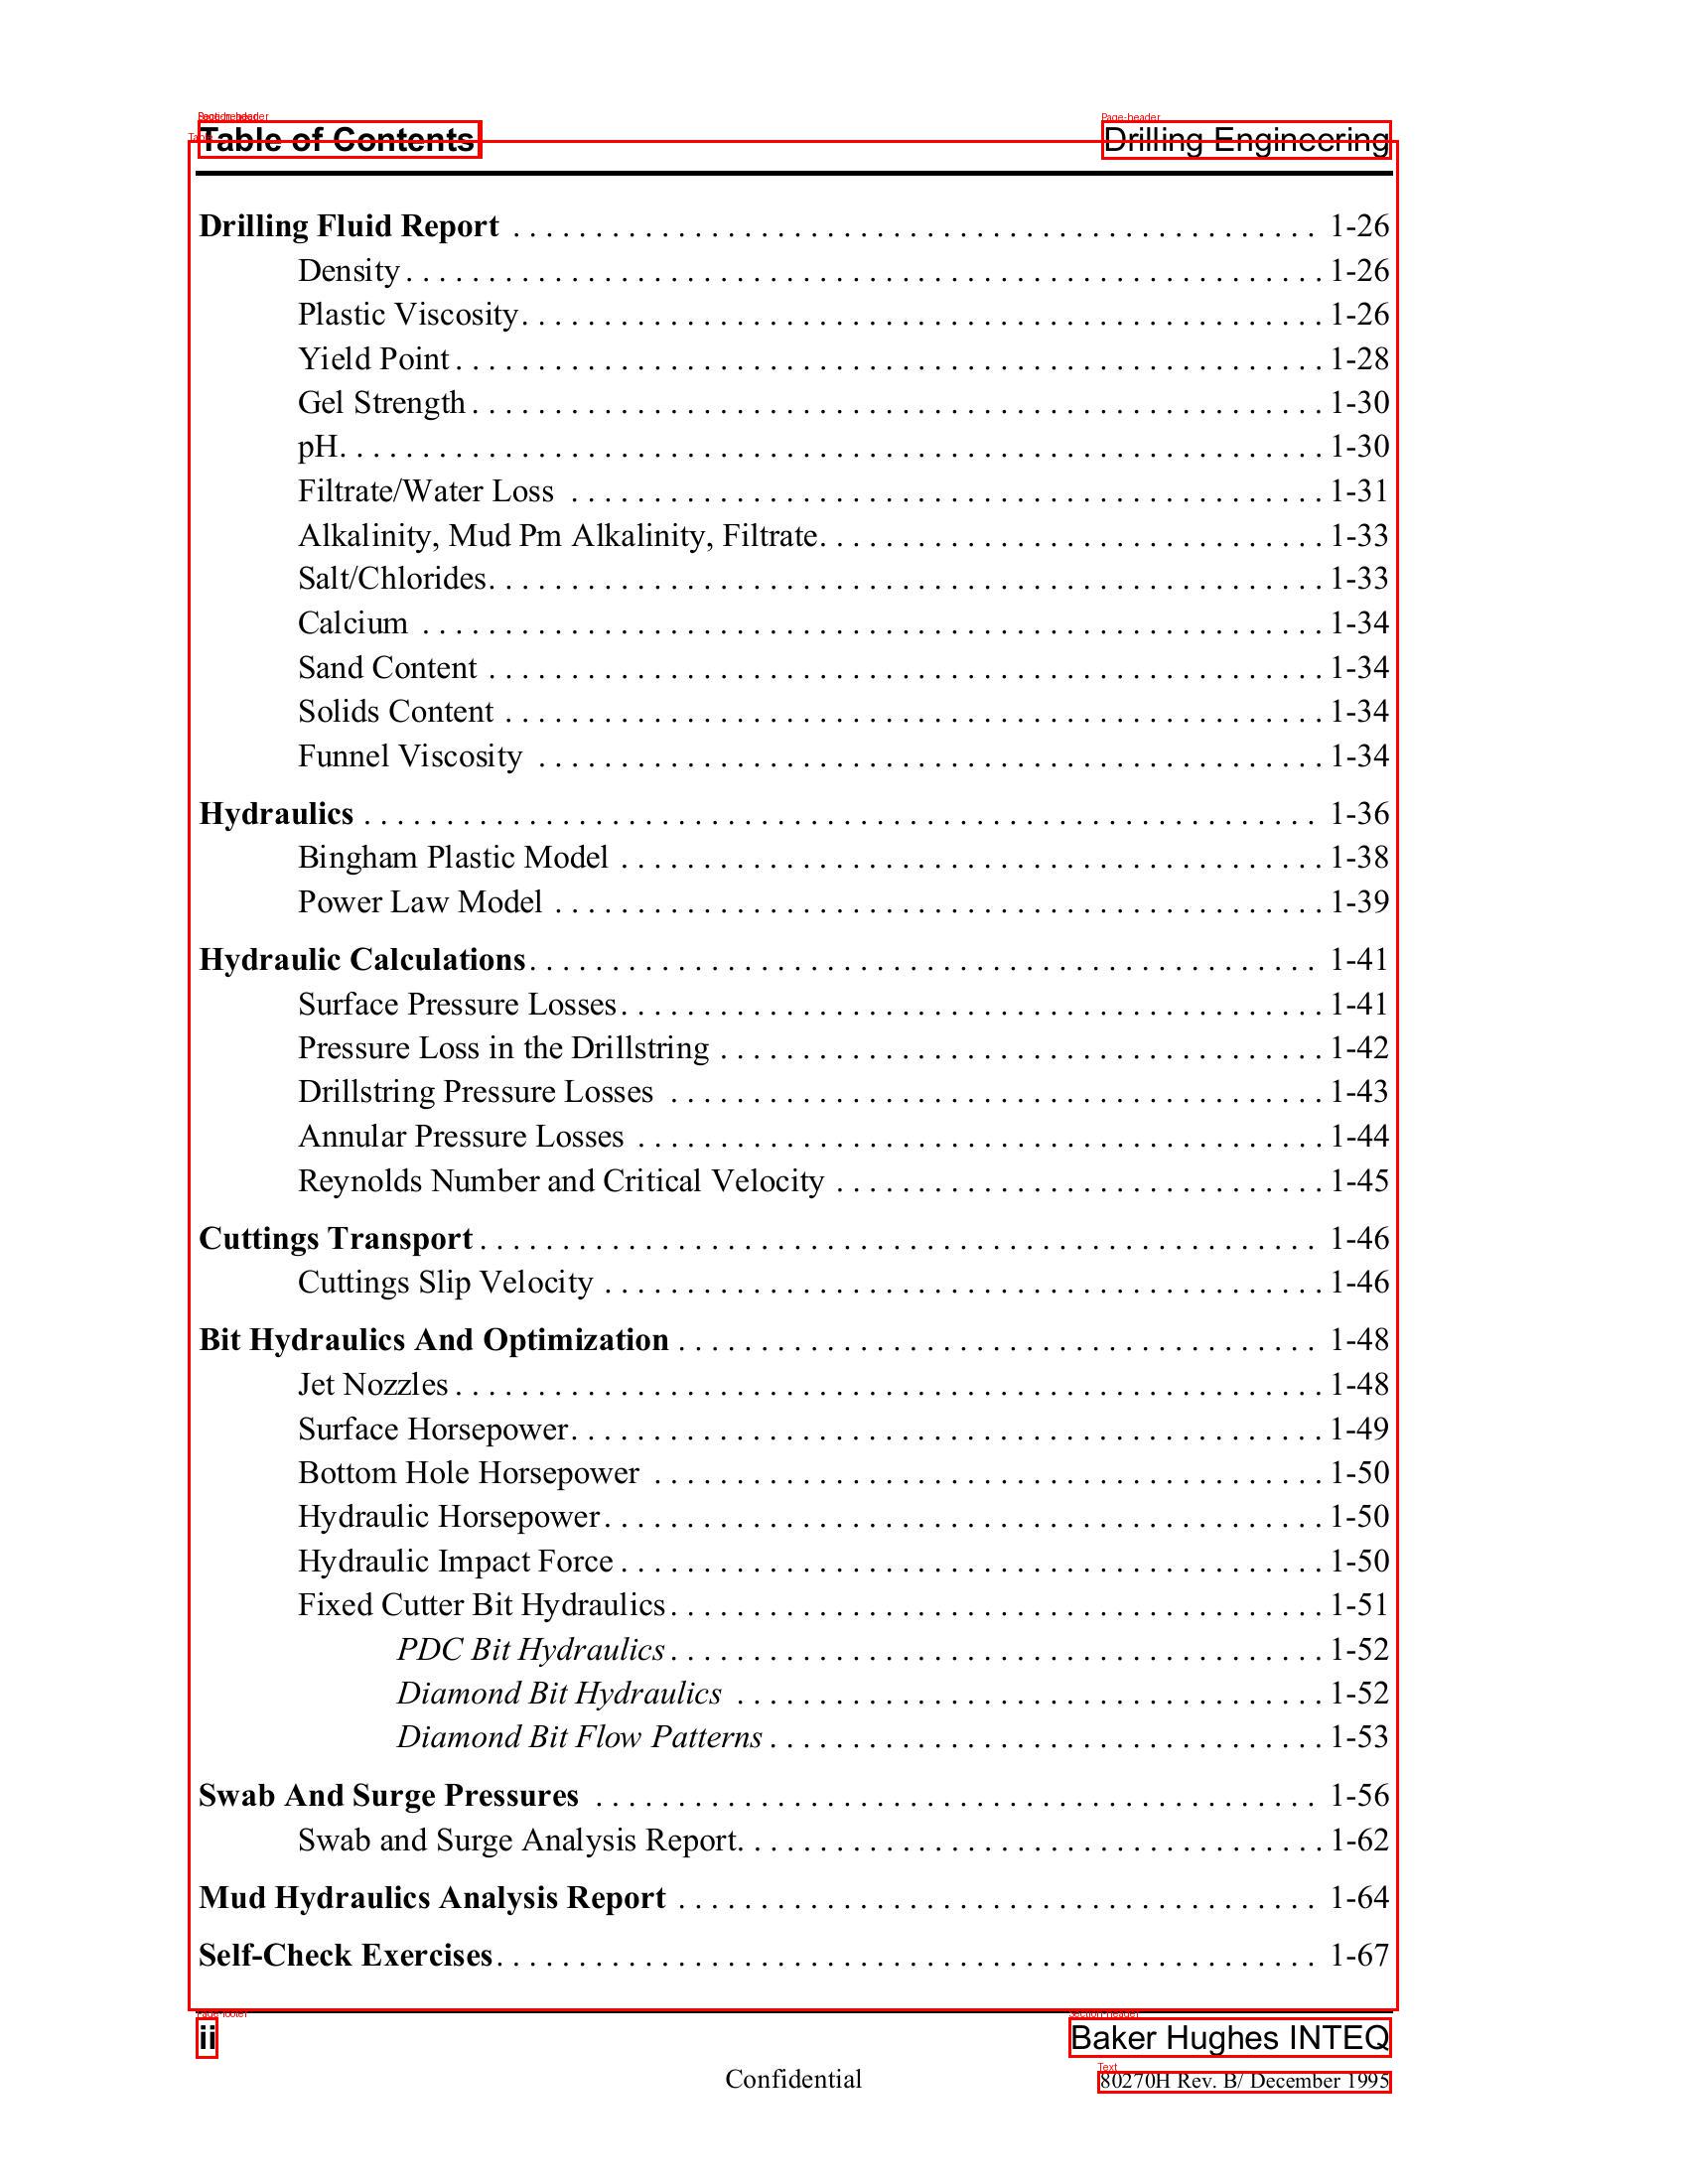 Table of Contents Drilling Engineering
Drilling Fluid Report . . . . . . . . . . 1-26
Density . . . . . . . . . . 1-26
Plastic Viscosity. . . . . . . . . . 1-26
Yield Point . . . . . . . . . . 1-28
Gel Strength . . . . . . . . . . 1-30
pH. . . . . . . . . . 1-30
Filtrate/Water Loss . . . . . . . . . . 1-31
Alkalinity, Mud Pm Alkalinity, Filtrate. . . . . . . . . . 1-33
Salt/Chlorides. . . . . . . . . . 1-33
Calcium . . . . . . . . . . 1-34
Sand Content . . . . . . . . . . 1-34
Solids Content . . . . . . . . . . 1-34
Funnel Viscosity . . . . . . . . . . 1-34
Hydraulics . . . . . . . . . . 1-36
Bingham Plastic Model . . . . . . . . . . 1-38
Power Law Model . . . . . . . . . . 1-39
Hydraulic Calculations. . . . . . . . . . 1-41
Surface Pressure Losses. . . . . . . . . . 1-41
Pressure Loss in the Drillstring . . . . . . . . . . 1-42
Drillstring Pressure Losses . . . . . . . . . . 1-43
Annular Pressure Losses . . . . . . . . . . 1-44
Reynolds Number and Critical Velocity . . . . . . . . . . 1-45
Cuttings Transport . . . . . . . . . . 1-46
Cuttings Slip Velocity . . . . . . . . . . 1-46
Bit Hydraulics And Optimization . . . . . . . . . . 1-48
Jet Nozzles . . . . . . . . . . 1-48
Surface Horsepower. . . . . . . . . . 1-49
Bottom Hole Horsepower . . . . . . . . . . 1-50
Hydraulic Horsepower. . . . . . . . . . 1-50
Hydraulic Impact Force . . . . . . . . . . 1-50
Fixed Cutter Bit Hydraulics . . . . . . . . . . 1-51
PDC Bit Hydraulics . . . . . . . . . . 1-52
Diamond Bit Hydraulics . . . . . . . . . . 1-52
Diamond Bit Flow Patterns . . . . . . . . . . 1-53
Swab And Surge Pressures . . . . . . . . . . 1-56
Swab and Surge Analysis Report. . . . . . . . . . 1-62
Mud Hydraulics Analysis Report . . . . . . . . . . 1-64
Self-Check Exercises . . . . . . . . . . 1-67
Page-header
Page-footer Section-header
ii Baker Hughes INTEQ
Text
Confidential 80270H Rev. B/ December 1995